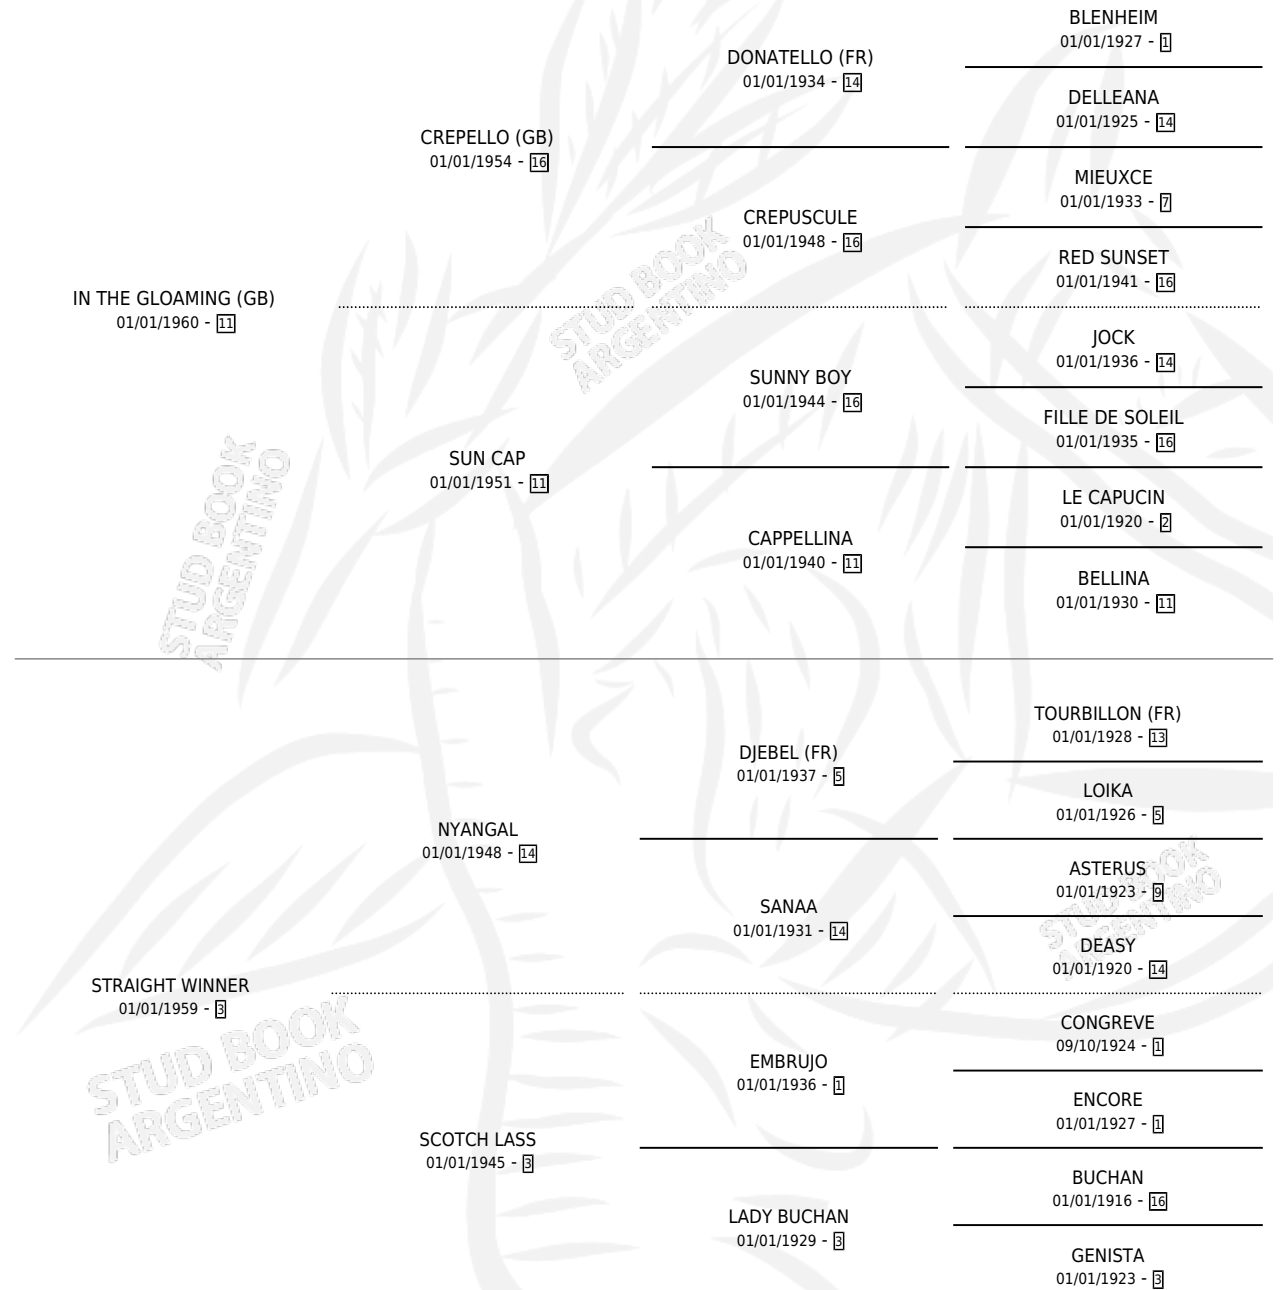 BLENHEIM
01/01/1927 - 1
DONATELLO (FR)
01/01/1934 - 14
DELLEANA
01/01/1925 - 14
CREPELLO (GB)
01/01/1954 - 16
MIEUXCE
01/01/1933 - 7
CREPUSCULE
01/01/1948 - 16
RED SUNSET
01/01/1941 - 16
IN THE GLOAMING (GB)
01/01/1960 - 11
STUD BOOK
ARGENTINO
JOCK
01/01/1936 - 14
SUNNY BOY
01/01/1944 - 16
FILLE DE SOLEIL
01/01/1935 - 16
SUN CAP
01/01/1951 - 11
LE CAPUCIN
01/01/1920 - 2
CAPPELLINA
01/01/1940 - 11
BELLINA
01/01/1930 - 11
STUD BOOK
ARGENTINO
TOURBILLON (FR)
01/01/1928 - 13
DJEBEL (FR)
01/01/1937 - 5
LOIKA
01/01/1926 - 5
NYANGAL
01/01/1948 - 14
ASTERUS
01/01/1923 - 9
SANAA
01/01/1931 - 14
DEASY
01/01/1920 - 14
STUD BOOK
ARGENTINO
STRAIGHT WINNER
01/01/1959 - 3
CONGREVE
09/10/1924 - 1
EMBRUJO
01/01/1936 - 1
ENCORE
01/01/1927 - 1
STUD BOOK
ARGENTINO
SCOTCH LASS
01/01/1945 - 3
BUCHAN
01/01/1916 - 16
LADY BUCHAN
01/01/1929 - 3
GENISTA
01/01/1923 - 3